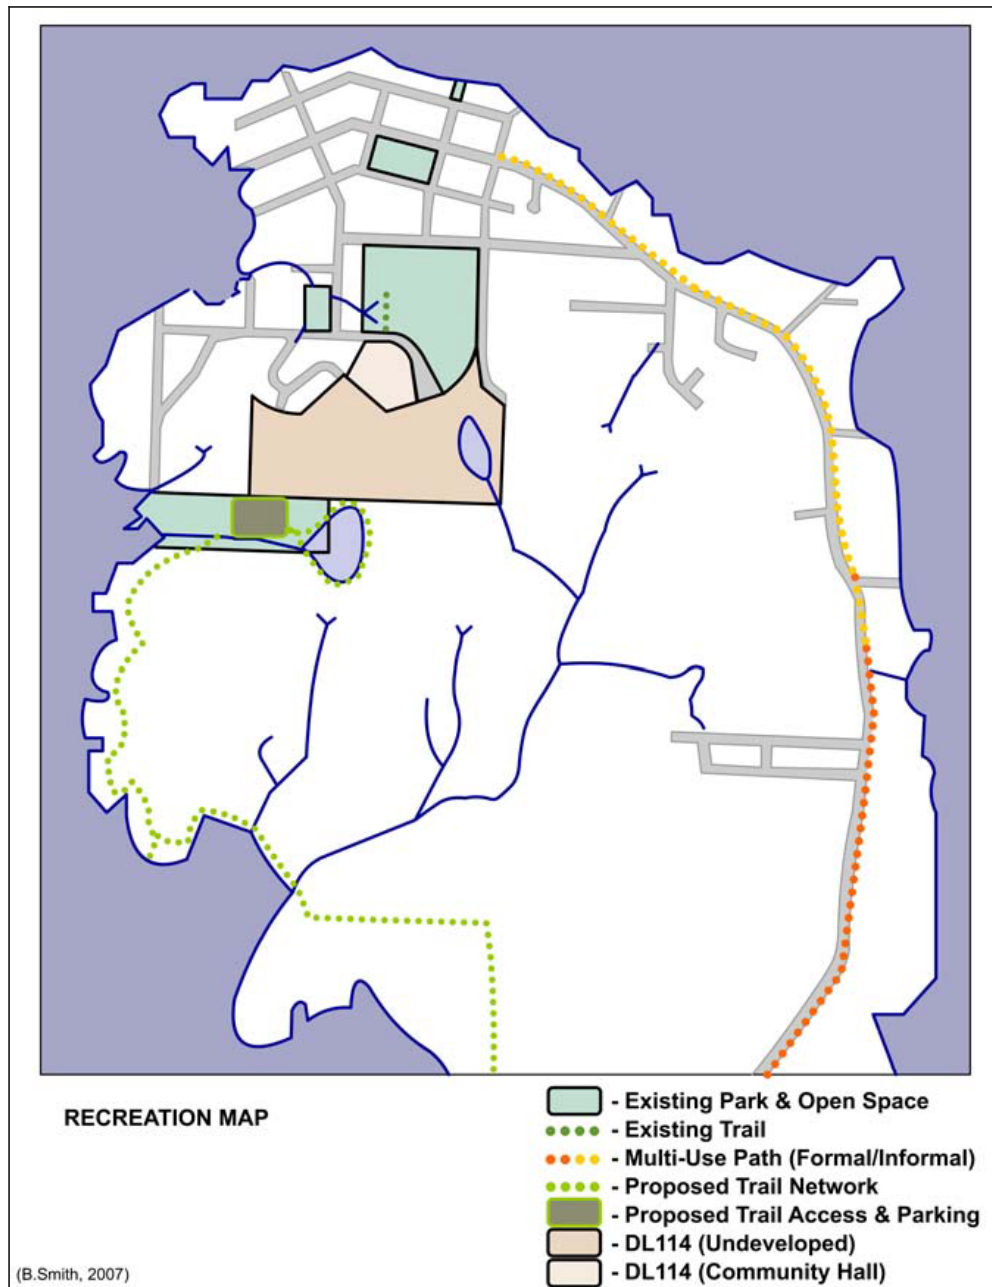 RECREATION MAP
- Existing Park & Open Space
- Existing Trail
- Multi-Use Path (Formal/Informal)
- Proposed Trail Network
- Proposed Trail Access & Parking
- DL114 (Undeveloped)
- DL114 (Community Hall)
(B.Smith, 2007)